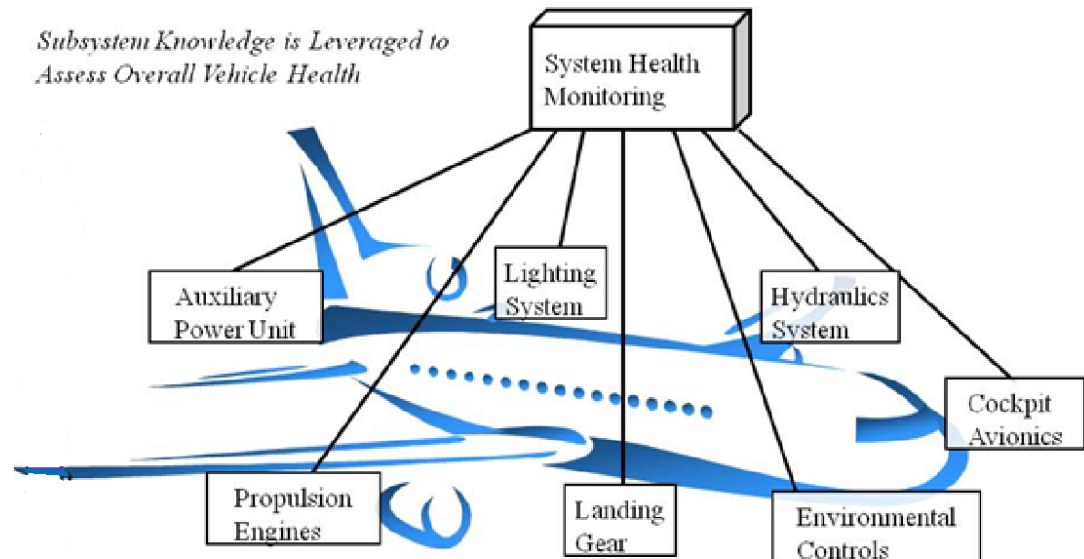 Subsystem Knowledge is Leveraged to
Assess Overall Vehicle Health
System Health
Monitoring
Auxiliary
Power Unit
Lighting
System
Hydraulics
System
Cockpit
Avionics
Propulsion
Engines
Landing
Gear
Environmental
Controls